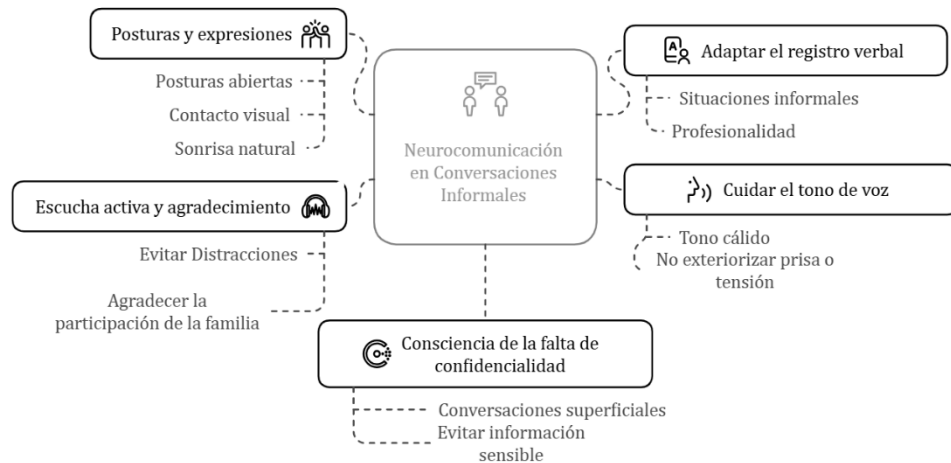 Posturas y expresiones
Posturas abiertas
Contacto visual
Sonrisa natural
Escucha activa y agradecimiento
Evitar Distracciones
Agradecer la
participación de la familia
Neurocomunicación
en Conversaciones
Informales
Adaptar el registro verbal
Situaciones informales
Profesionalidad
Cuidar el tono de voz
Tono cálido
No exteriorizar prisa o
tensión
Consciencia de la falta de
confidencialidad
Conversaciones superficiales
Evitar información
sensible